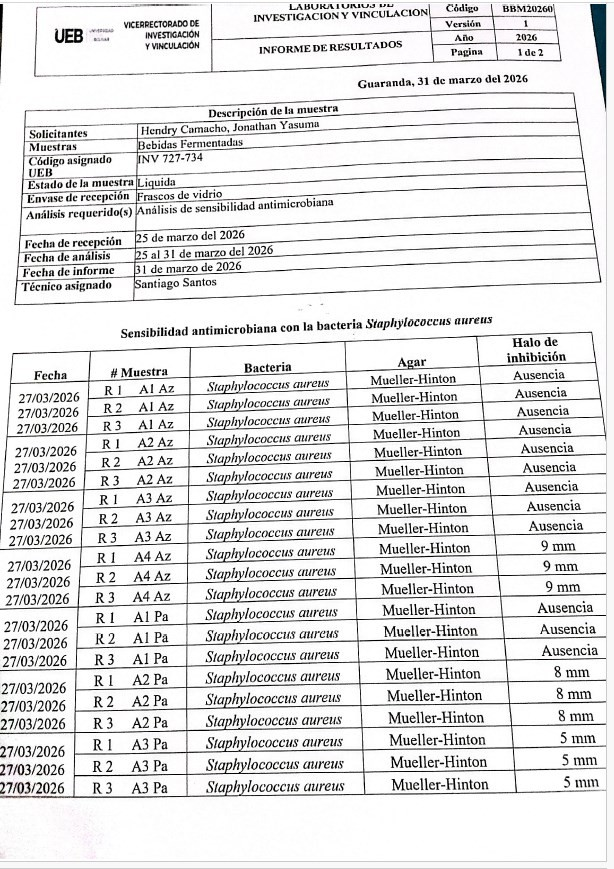 UEB
VICERRECTORADO DE
INVESTIGACIÓN
Y VINCULACIÓN
LABORATORIOS DE
INVESTIGACION Y VINCULACION
INFORME DE RESULTADOS
Código BBM20260
Versión 1
Año 2026
Pagina 1 de 2
Guaranda, 31 de marzo del 2026
Descripción de la muestra
Solicitantes Hendry Camacho, Jonathan Yasuma
Muestras Bebidas Fermentadas
Código asignado UEB INV 727-734
Estado de la muestra Liquida
Envase de recepción Frascos de vidrio
Análisis requerido(s) Análisis de sensibilidad antimicrobiana
Fecha de recepción 25 de marzo del 2026
Fecha de análisis 25 al 31 de marzo del 2026
Fecha de informe 31 de marzo de 2026
Técnico asignado Santiago Santos
Sensibilidad antimicrobiana con la bacteria Staphylococcus aureus
Fecha # Muestra Bacteria Agar Halo de inhibición
27/03/2026 R 1 A1 Az Staphylococcus aureus Mueller-Hinton Ausencia
27/03/2026 R 2 A1 Az Staphylococcus aureus Mueller-Hinton Ausencia
27/03/2026 R 3 A1 Az Staphylococcus aureus Mueller-Hinton Ausencia
27/03/2026 R 1 A2 Az Staphylococcus aureus Mueller-Hinton Ausencia
27/03/2026 R 2 A2 Az Staphylococcus aureus Mueller-Hinton Ausencia
27/03/2026 R 3 A2 Az Staphylococcus aureus Mueller-Hinton Ausencia
27/03/2026 R 1 A3 Az Staphylococcus aureus Mueller-Hinton Ausencia
27/03/2026 R 2 A3 Az Staphylococcus aureus Mueller-Hinton Ausencia
27/03/2026 R 3 A3 Az Staphylococcus aureus Mueller-Hinton Ausencia
27/03/2026 R 1 A4 Az Staphylococcus aureus Mueller-Hinton 9 mm
27/03/2026 R 2 A4 Az Staphylococcus aureus Mueller-Hinton 9 mm
27/03/2026 R 3 A4 Az Staphylococcus aureus Mueller-Hinton 9 mm
27/03/2026 R 1 A1 Pa Staphylococcus aureus Mueller-Hinton Ausencia
27/03/2026 R 2 A1 Pa Staphylococcus aureus Mueller-Hinton Ausencia
27/03/2026 R 3 A1 Pa Staphylococcus aureus Mueller-Hinton Ausencia
27/03/2026 R 1 A2 Pa Staphylococcus aureus Mueller-Hinton 8 mm
27/03/2026 R 2 A2 Pa Staphylococcus aureus Mueller-Hinton 8 mm
27/03/2026 R 3 A2 Pa Staphylococcus aureus Mueller-Hinton 8 mm
27/03/2026 R 1 A3 Pa Staphylococcus aureus Mueller-Hinton 5 mm
27/03/2026 R 2 A3 Pa Staphylococcus aureus Mueller-Hinton 5 mm
27/03/2026 R 3 A3 Pa Staphylococcus aureus Mueller-Hinton 5 mm